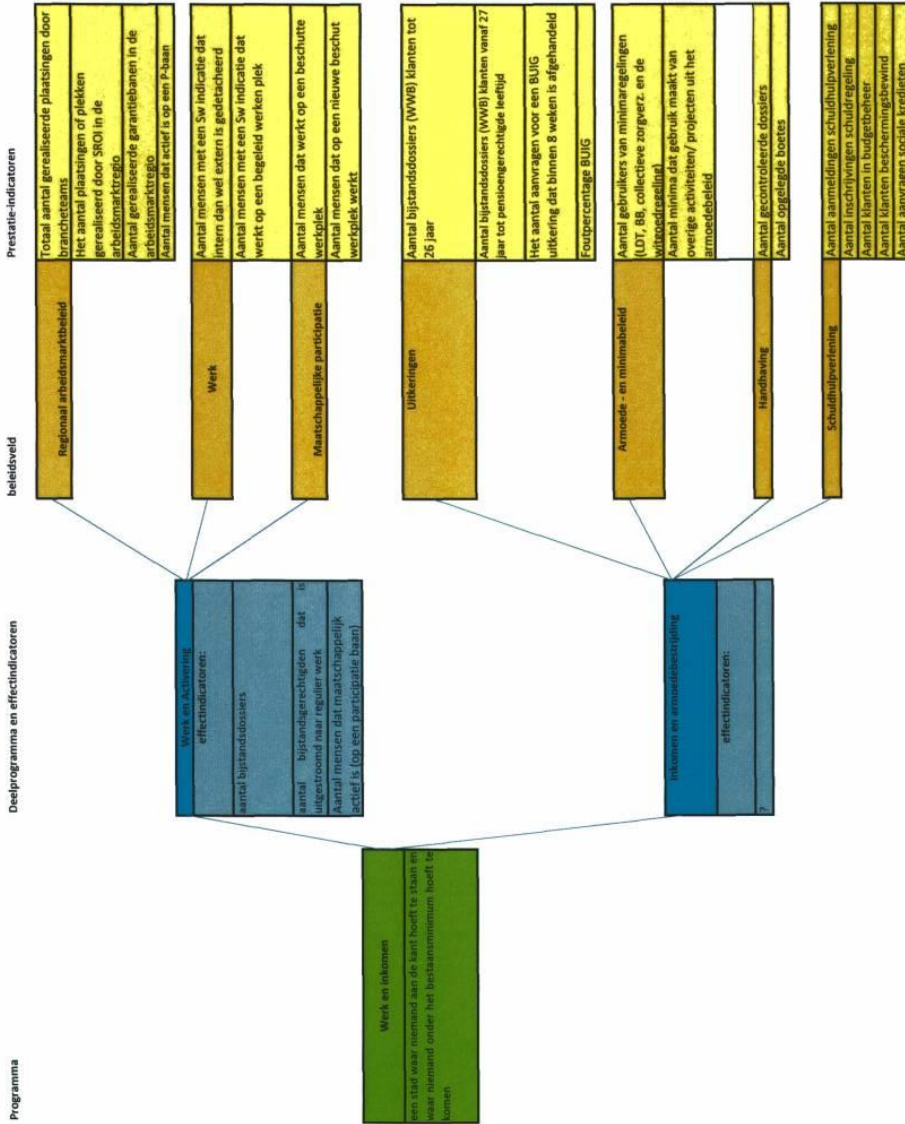 Programma
Deelprogramma en effectindicatoren
beleidsveld
Prestatie-indicatoren
Werk en inkomen
een stad waar niemand aan de kant hoeft te staan en
waar niemand onder het bestaansminimum hoeft te
komen
Werk en Activering
effectindicatoren:
aantal bijstandsdossiers
aantal bijstandsgerechtigden dat is
uitgestroomd naar regulier werk
Aantal mensen dat maatschappelijk
actief is (op een participatie baan)
Inkomen en armoedebestrijding
effectindicatoren:
?
Regionaal arbeidsmarktbeleid
Totaal aantal gerealiseerde plaatsingen door
brancheteams
Het aantal plaatsingen of plekken
gerealiseerd door SROI in de
arbeidsmarktregio
Aantal gerealiseerde garantiebanen in de
arbeidsmarktregio
Aantal mensen dat actief is op een P-baan
Werk
Aantal mensen met een Sw indicatie dat
intern dan wel extern is gedetacheerd
Aantal mensen met een Sw indicatie dat
werkt op een begeleid werken plek
Maatschappelijke participatie
Aantal mensen dat werkt op een beschutte
werkplek
Aantal mensen dat op een nieuwe beschut
werkplek werkt
Uitkeringen
Aantal bijstandsdossiers (WWB) klanten tot
26 jaar
Aantal bijstandsdossiers (WWB) klanten vanaf 27
jaar tot pensioengerechtigde leeftijd
Het aantal aanvragen voor een BUIG
uitkering dat binnen 8 weken is afgehandeld
Foutpercentage BUIG
Armoede - en minimabeleid
Aantal gebruikers van minimaregelingen
(LDT, BB, collectieve zorgverz. en de
witgoedregeling)
Aantal minima dat gebruik maakt van
overige activiteiten/ projecten uit het
armoedebeleid
Handhaving
Aantal gecontroleerde dossiers
Aantal opgelegde boetes
Schuldhulpverlening
Aantal aanmeldingen schuldhulpverlening
Aantal inschrijvingen schuldregeling
Aantal klanten in budgetbeheer
Aantal klanten beschermingsbewind
Aantal aanvragen sociale kredieten